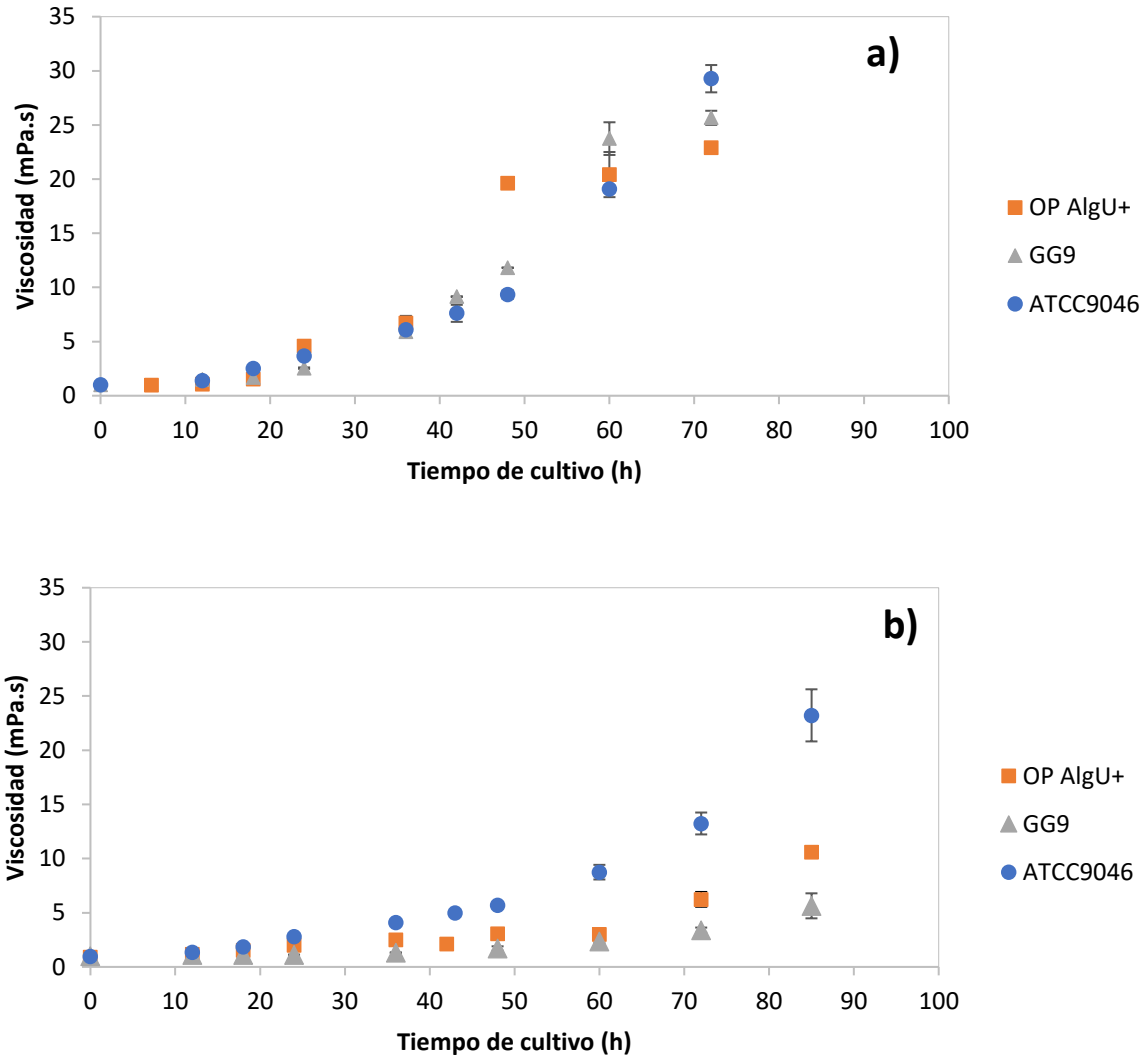 a)
35
30
25
20
15
10
5
0
Viscosidad (mPa.s)
0 10 20 30 40 50 60 70 80 90 100
Tiempo de cultivo (h)
OP AlgU+
GG9
ATCC9046
b)
35
30
25
20
15
10
5
0
Viscosidad (mPa.s)
0 10 20 30 40 50 60 70 80 90 100
Tiempo de cultivo (h)
OP AlgU+
GG9
ATCC9046